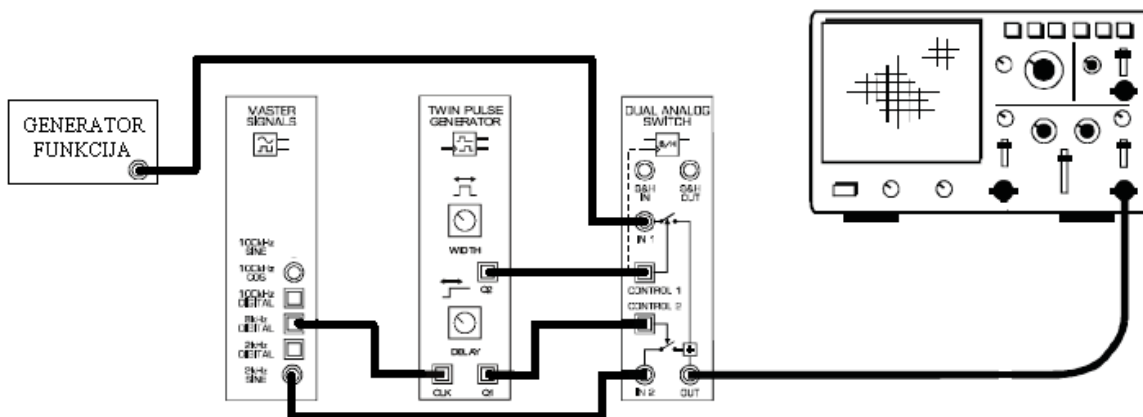 GENERATOR
FUNKCIJA
MASTER
SIGNALS
100kHz
SINE
100kHz
COS
100kHz
DIGITAL
8kHz
DIGITAL
2kHz
DIGITAL
2kHz
SINE
TWIN PULSE
GENERATOR
WIDTH
Q2
DELAY
CLK
Q1
DUAL ANALOG
SWITCH
S/H
S&H
IN
S&H
OUT
IN 1
CONTROL 1
CONTROL 2
IN 2
OUT